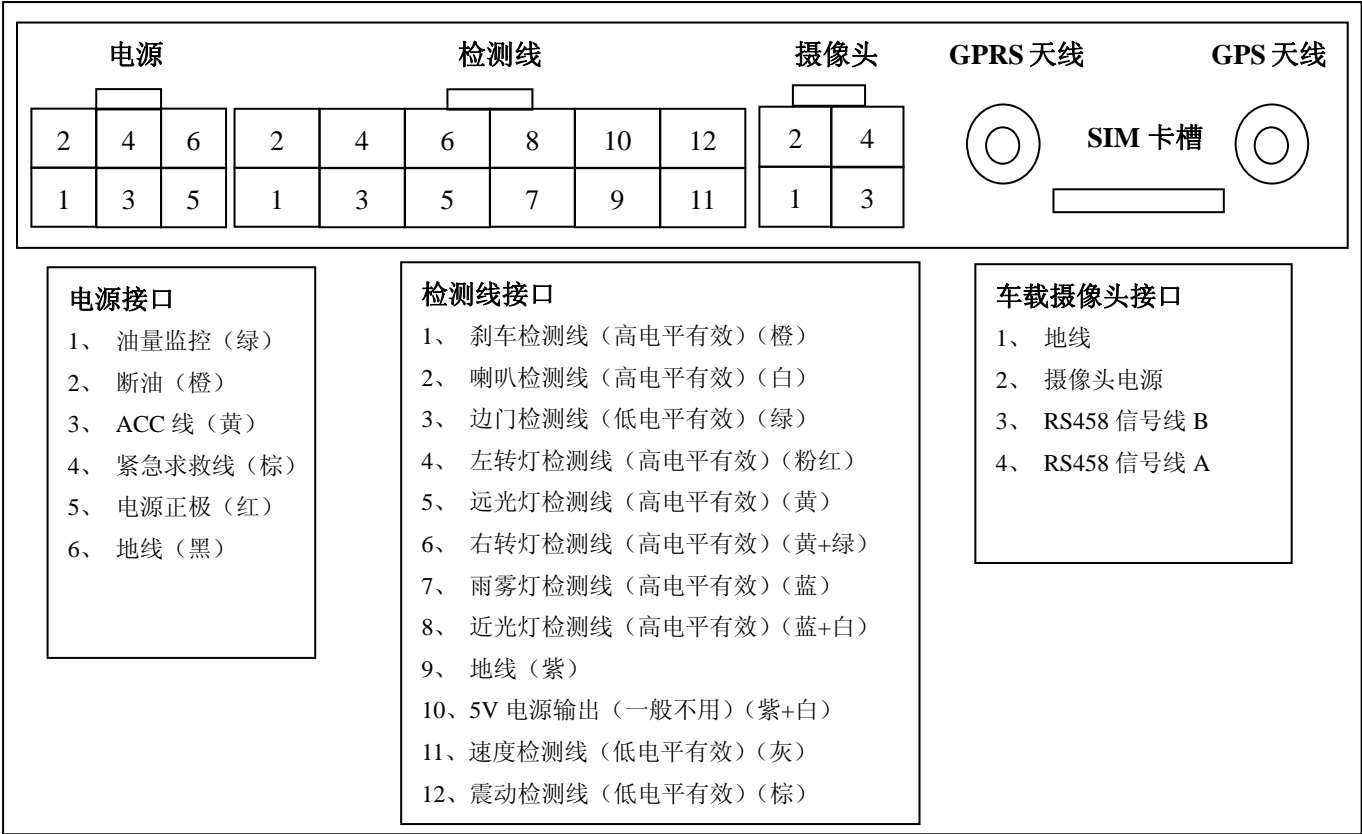 电源 检测线 摄像头 GPRS 天线 GPS 天线
SIM 卡槽
2 4 6 2 4 6 8 10 12 2 4
1 3 5 1 3 5 7 9 11 1 3
电源接口
1、 油量监控（绿）
2、 断油（橙）
3、 ACC 线（黄）
4、 紧急求救线（棕）
5、 电源正极（红）
6、 地线（黑）
检测线接口
1、 刹车检测线（高电平有效）（橙）
2、 喇叭检测线（高电平有效）（白）
3、 边门检测线（低电平有效）（绿）
4、 左转灯检测线（高电平有效）（粉红）
5、 远光灯检测线（高电平有效）（黄）
6、 右转灯检测线（高电平有效）（黄+绿）
7、 雨雾灯检测线（高电平有效）（蓝）
8、 近光灯检测线（高电平有效）（蓝+白）
9、 地线（紫）
10、5V 电源输出（一般不用）（紫+白）
11、速度检测线（低电平有效）（灰）
12、震动检测线（低电平有效）（棕）
车载摄像头接口
1、 地线
2、 摄像头电源
3、 RS458 信号线 B
4、 RS458 信号线 A